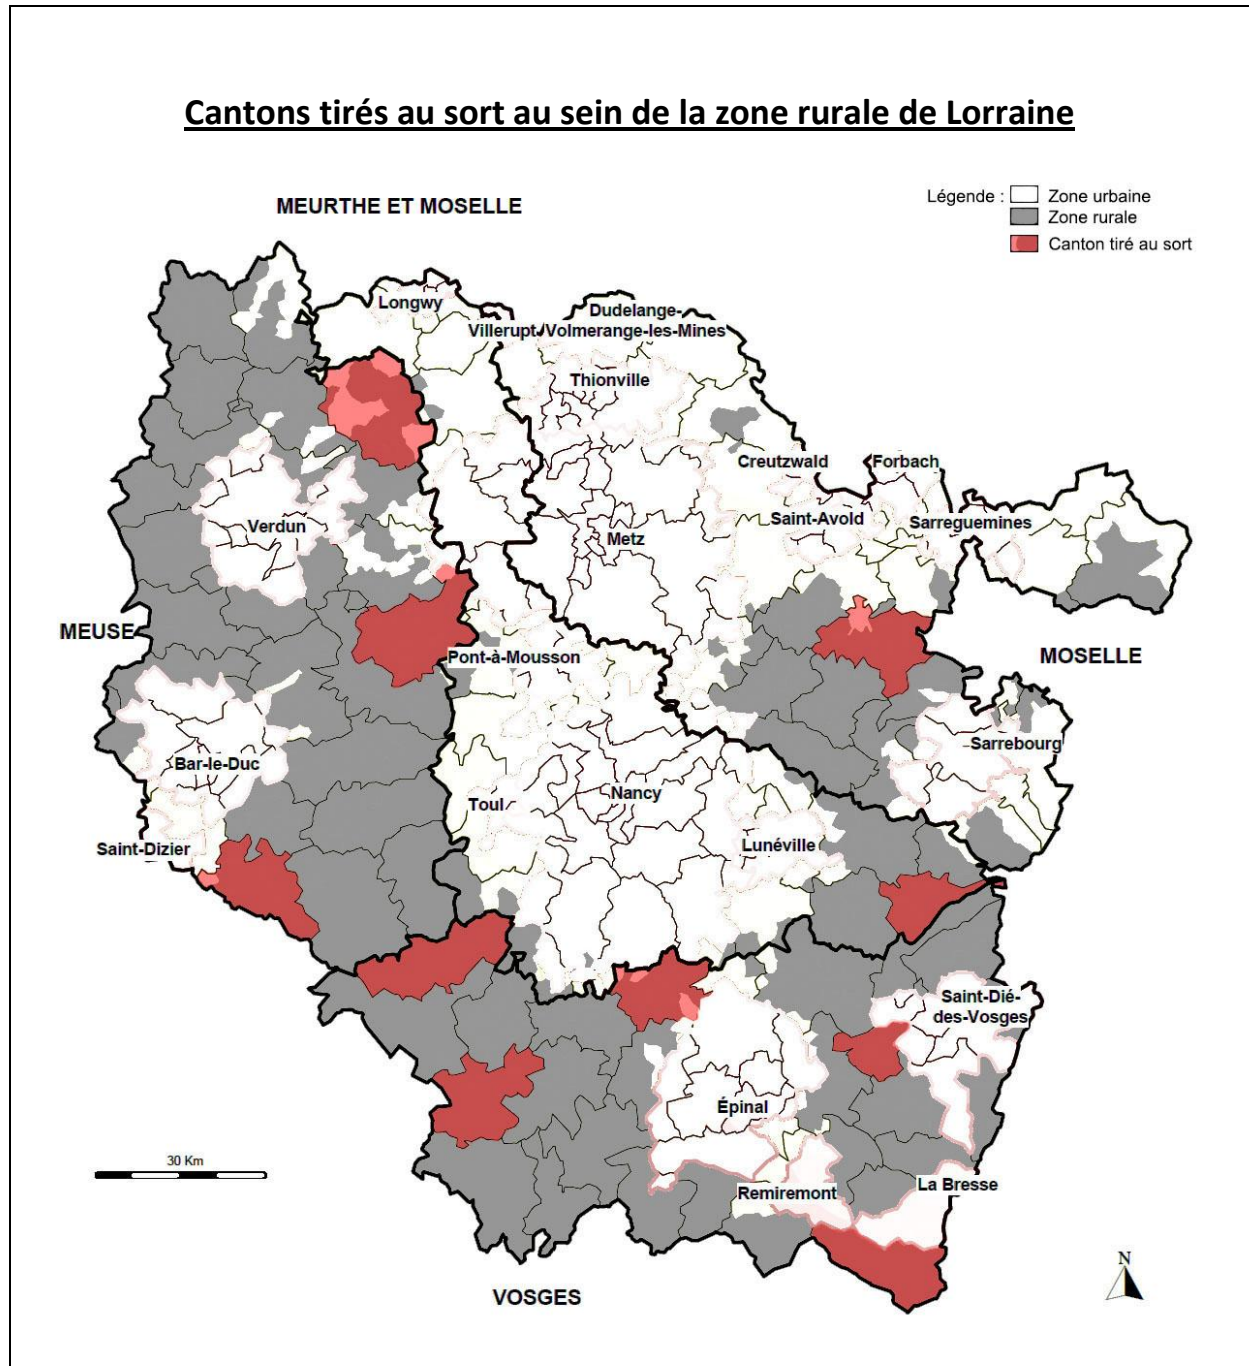 Cantons tirés au sort au sein de la zone rurale de Lorraine
MEURTHE ET MOSELLE
Légende :
Zone urbaine
Zone rurale
Canton tiré au sort
Longwy
Dudelange-
Villerupt
Volmerange-les-Mines
Thionville
Creutzwald
Forbach
Saint-Avold
Sarreguemines
Verdun
Metz
MEUSE
Pont-à-Mousson
MOSELLE
Sarrebourg
Bar-le-Duc
Toul
Nancy
Saint-Dizier
Lunéville
Saint-Dié-
des-Vosges
Épinal
30 Km
La Bresse
Remiremont
N
VOSGES